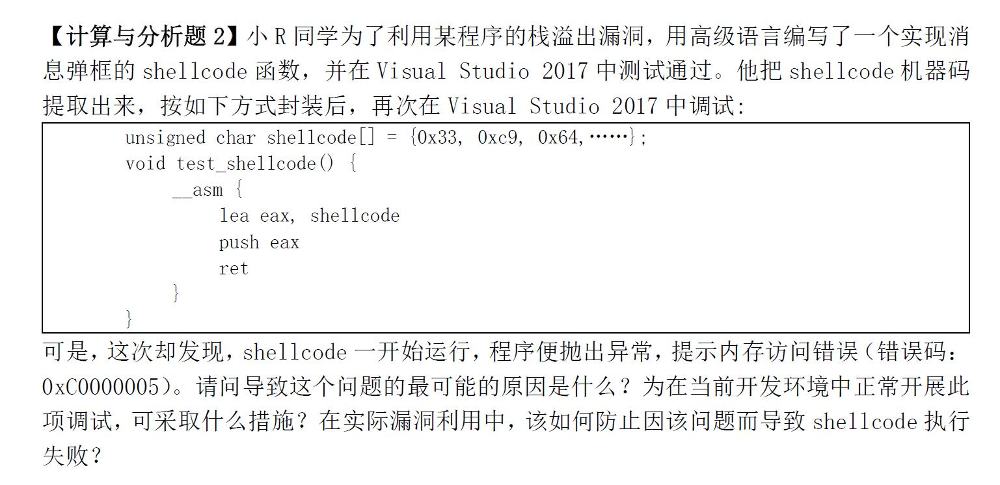 【计算与分析题 2】小 R 同学为了利用某程序的栈溢出漏洞，用高级语言编写了一个实现消
息弹框的 shellcode 函数，并在 Visual Studio 2017 中测试通过。他把 shellcode 机器码
提取出来，按如下方式封装后，再次在 Visual Studio 2017 中调试：
unsigned char shellcode[] = {0x33, 0xc9, 0x64,……};
void test_shellcode() {
__asm {
lea eax, shellcode
push eax
ret
}
}
可是，这次却发现，shellcode 一开始运行，程序便抛出异常，提示内存访问错误（错误码：
0xC0000005）。请问导致这个问题的最可能的原因是什么？为在当前开发环境中正常开展此
项调试，可采取什么措施？在实际漏洞利用中，该如何防止因该问题而导致 shellcode 执行
失败？